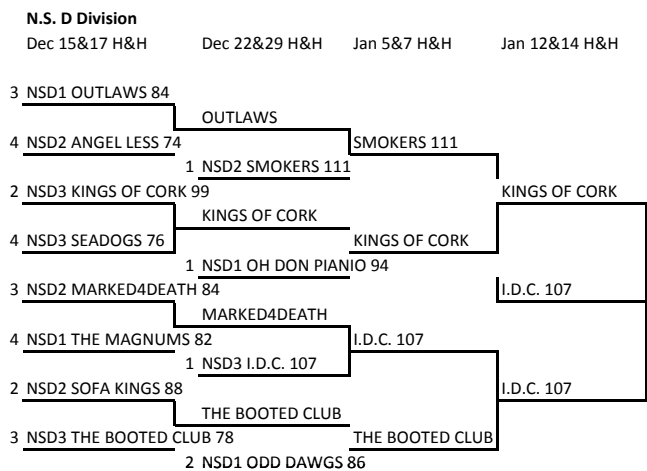 N.S. D Division
Dec 15&17 H&H Dec 22&29 H&H Jan 5&7 H&H Jan 12&14 H&H
3 NSD1 OUTLAWS 84
OUTLAWS
4 NSD2 ANGEL LESS 74 SMOKERS 111
1 NSD2 SMOKERS 111
2 NSD3 KINGS OF CORK 99 KINGS OF CORK
KINGS OF CORK
4 NSD3 SEADOGS 76 KINGS OF CORK
1 NSD1 OH DON PIANIO 94
3 NSD2 MARKED4DEATH 84 I.D.C. 107
MARKED4DEATH
4 NSD1 THE MAGNUMS 82 I.D.C. 107
1 NSD3 I.D.C. 107
2 NSD2 SOFA KINGS 88 I.D.C. 107
THE BOOTED CLUB
3 NSD3 THE BOOTED CLUB 78 THE BOOTED CLUB
2 NSD1 ODD DAWGS 86